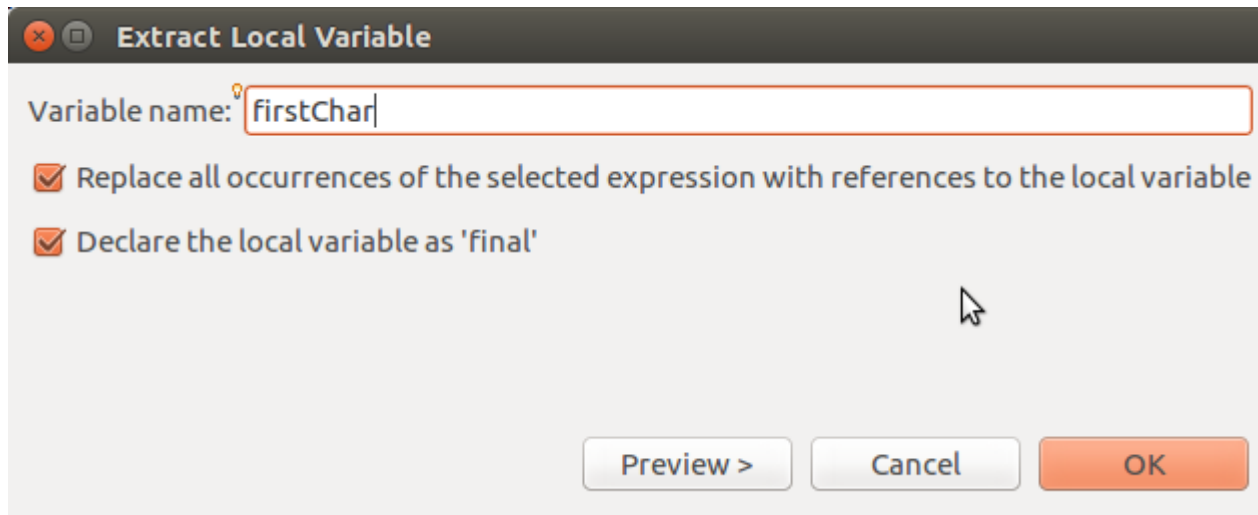 Extract Local Variable
Variable name: firstChar
Replace all occurrences of the selected expression with references to the local variable
Declare the local variable as 'final'
Preview > Cancel OK